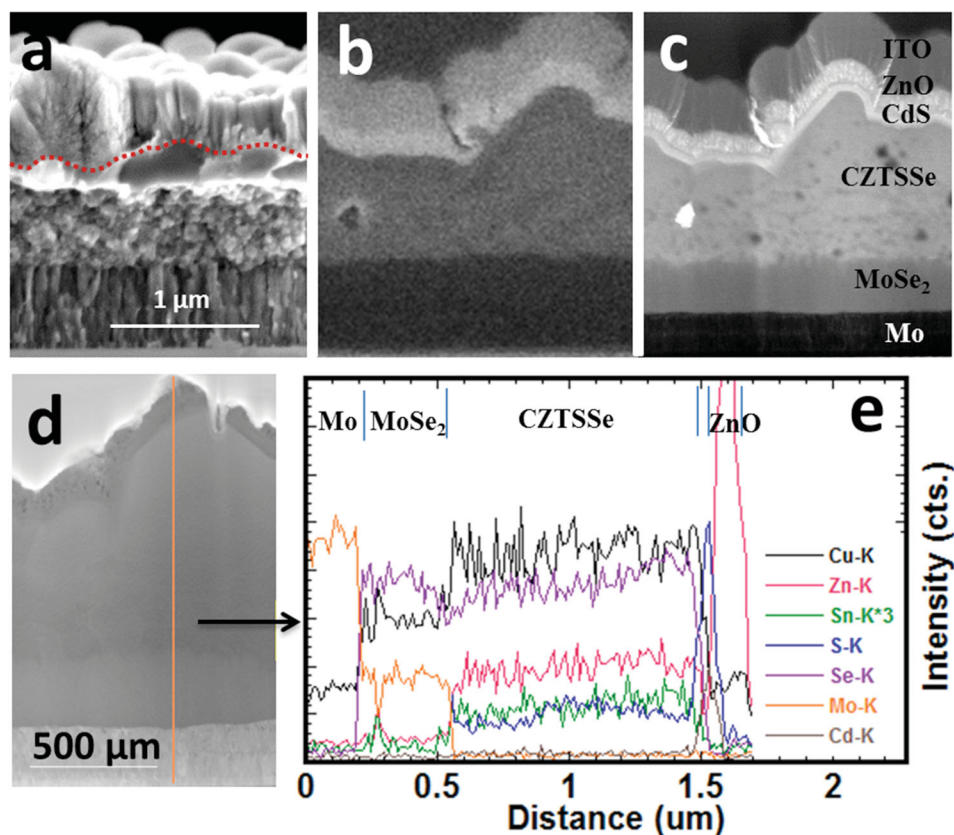 a
1 μm
b
c
ITO
ZnO
CdS
CZTSSe
MoSe2
Mo
d
500 μm
e
Mo
MoSe2
CZTSSe
ZnO
Cu-K
Zn-K
Sn-K*3
S-K
Se-K
Mo-K
Cd-K
Intensity (cts.)
0
0.5
1
1.5
2
Distance (um)